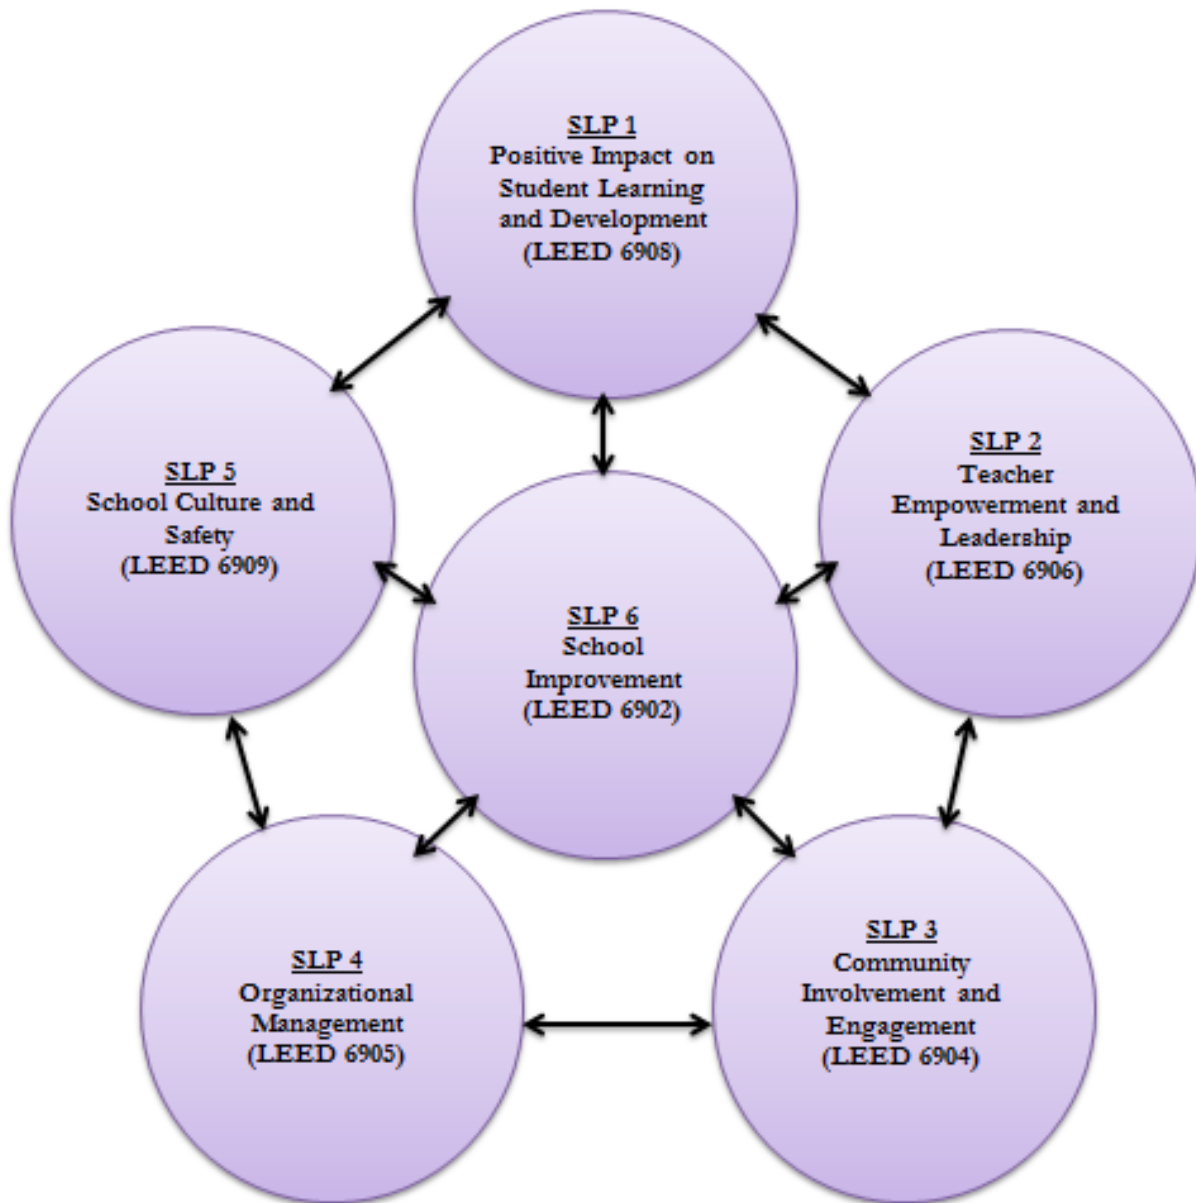 SLP 1
Positive Impact on
Student Learning
and Development
(LEED 6908)
SLP 5
School Culture and
Safety
(LEED 6909)
SLP 2
Teacher
Empowerment and
Leadership
(LEED 6906)
SLP 6
School
Improvement
(LEED 6902)
SLP 4
Organizational
Management
(LEED 6905)
SLP 3
Community
Involvement and
Engagement
(LEED 6904)